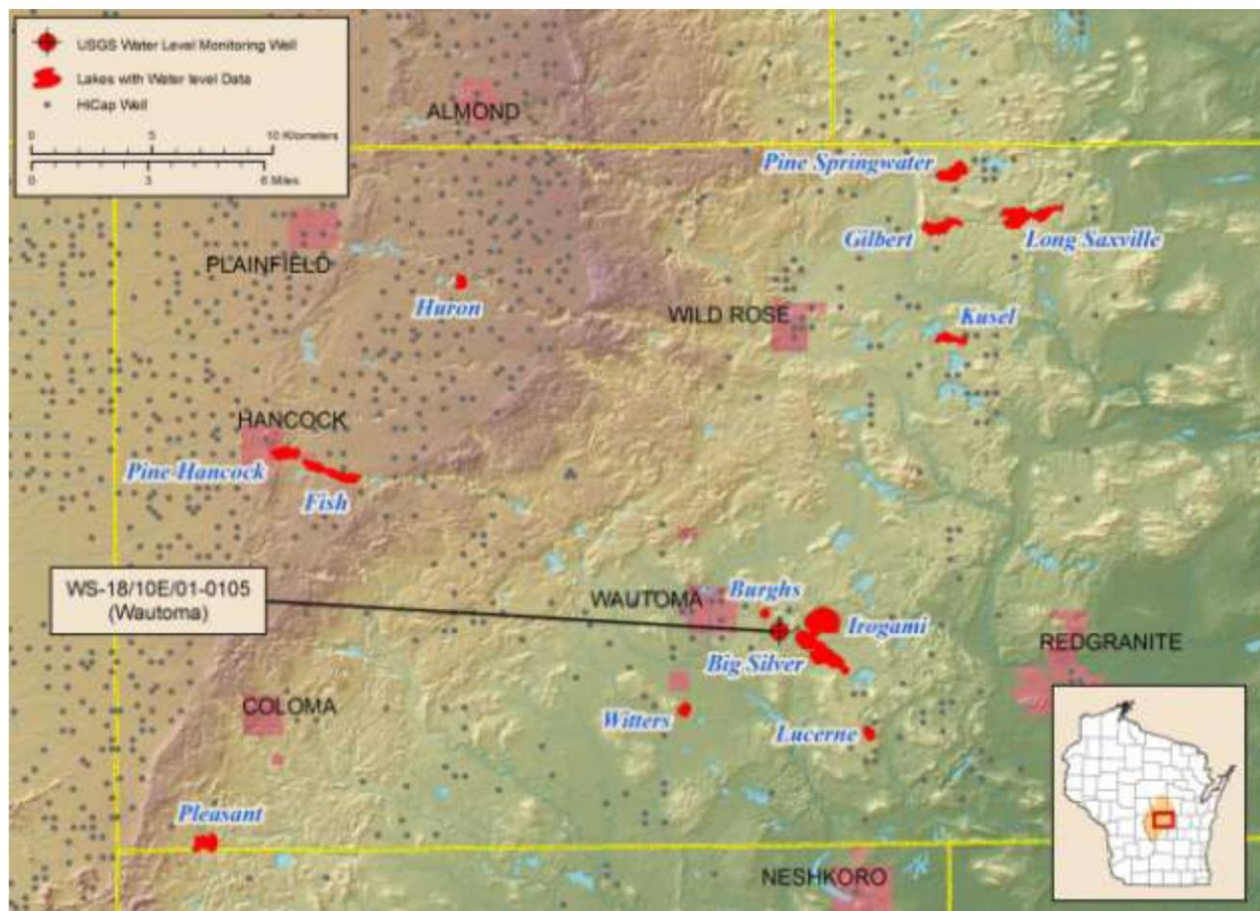 USGS Water Level Monitoring Well
Lakes with Water level Data
HiCap Well
0 5 10 Kilometers
0 3 6 Miles
ALMOND
Pine Springwater
Gilbert
Long Saxville
PLAINFIELD
Huron
WILD ROSE
Kusel
HANCOCK
Pine Hancock
Fish
WS-18/10E/01-0105
(Wautoma)
WAUTOMA
Burghs
Irogami
Big Silver
REDGRANITE
COLOMA
Witters
Lucerne
Pleasant
NESHKORO